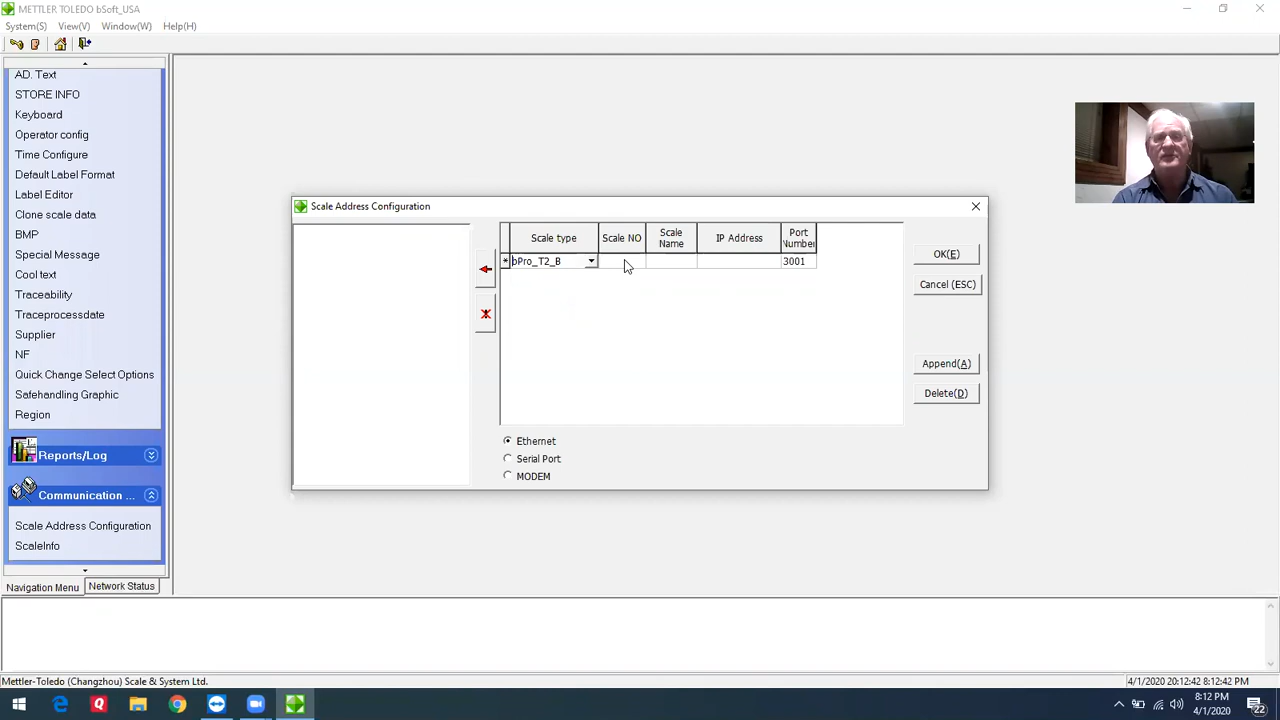 METTLER TOLEDO bSoft_USA
System(S) View(V) Window(W) Help(H)
AD. Text
STORE INFO
Keyboard
Operator config
Time Configure
Default Label Format
Label Editor
Clone scale data
BMP
Special Message
Cool text
Traceability
Traceprocessdate
Supplier
NF
Quick Change Select Options
Safehandling Graphic
Region
Reports/Log
Communication ...
Scale Address Configuration
ScaleInfo
Navigation Menu Network Status
Scale Address Configuration
Scale type Scale NO Scale Name IP Address Port Number
* bPro_T2_B 3001
Ethernet
Serial Port
MODEM
OK(E)
Cancel (ESC)
Append(A)
Delete(D)
Mettler-Toledo (Changzhou) Scale & System Ltd. 4/1/2020 20:12:42 8:12:42 PM
8:12 PM
4/1/2020
22